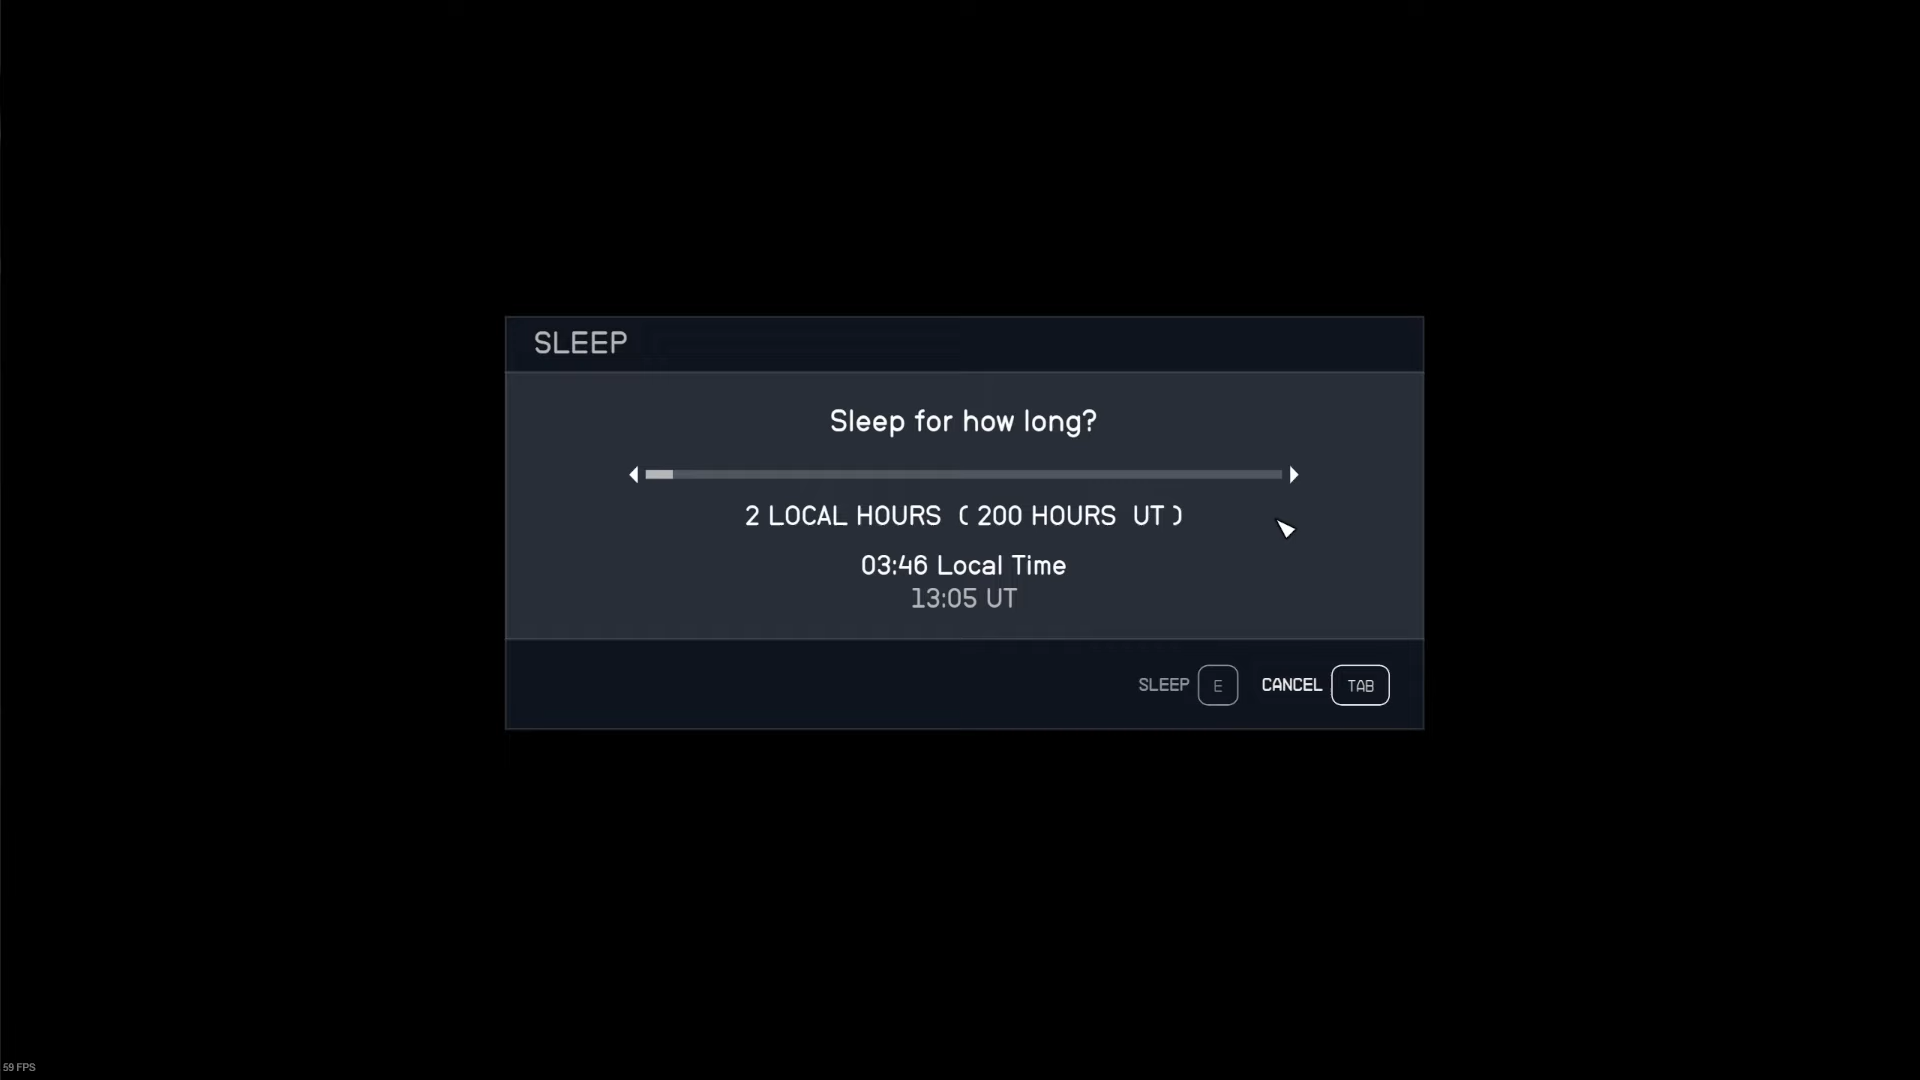 SLEEP
Sleep for how long?
2 LOCAL HOURS ( 200 HOURS UT )
03:46 Local Time
13:05 UT
SLEEP E CANCEL TAB
59 FPS